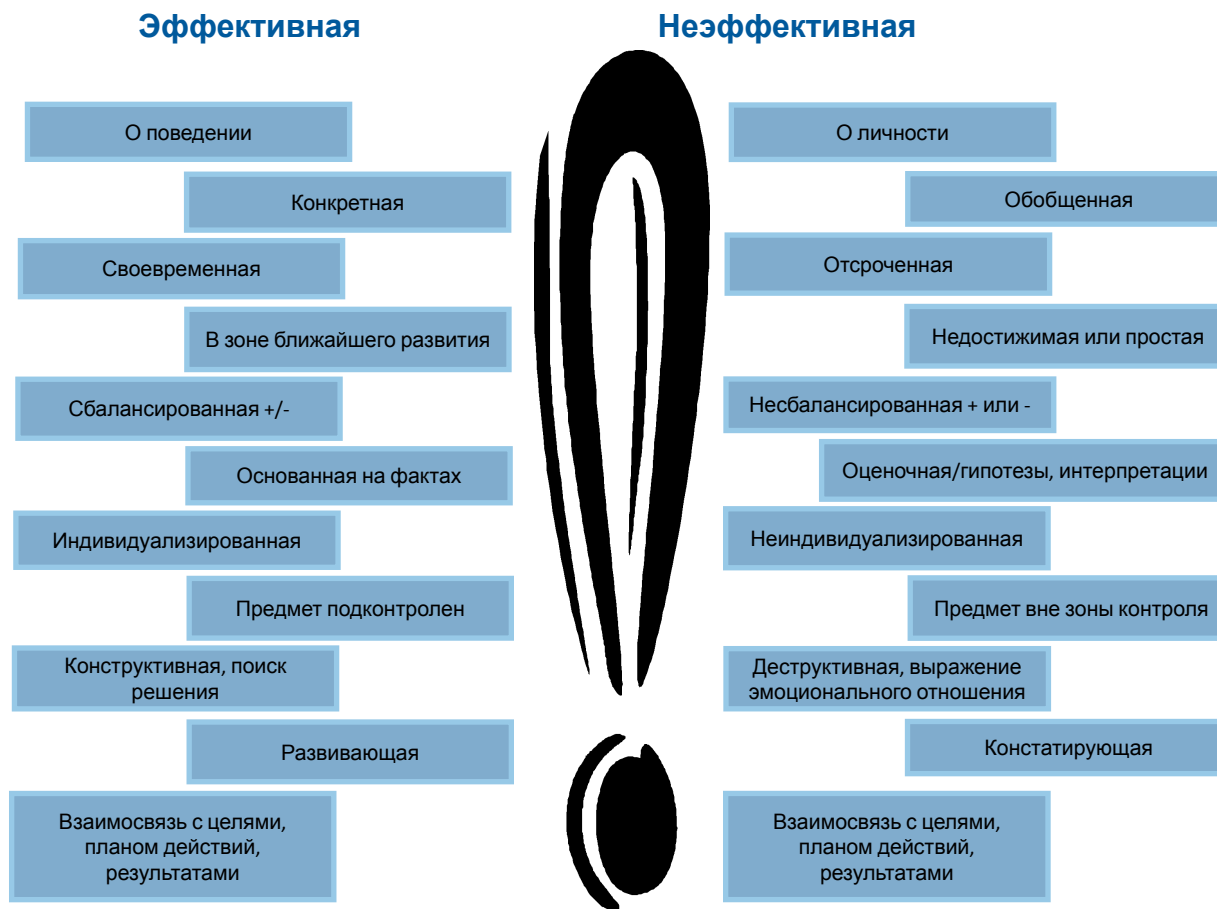 Эффективная
Неэффективная
О поведении
О личности
Конкретная
Обобщенная
Своевременная
Отсроченная
В зоне ближайшего развития
Недостижимая или простая
Сбалансированная +/-
Несбалансированная + или -
Основанная на фактах
Оценочная/гипотезы, интерпретации
Индивидуализированная
Неиндивидуализированная
Предмет подконтролен
Предмет вне зоны контроля
Конструктивная, поиск
решения
Деструктивная, выражение
эмоционального отношения
Развивающая
Констатирующая
Взаимосвязь с целями,
планом действий,
результатами
Взаимосвязь с целями,
планом действий,
результатами